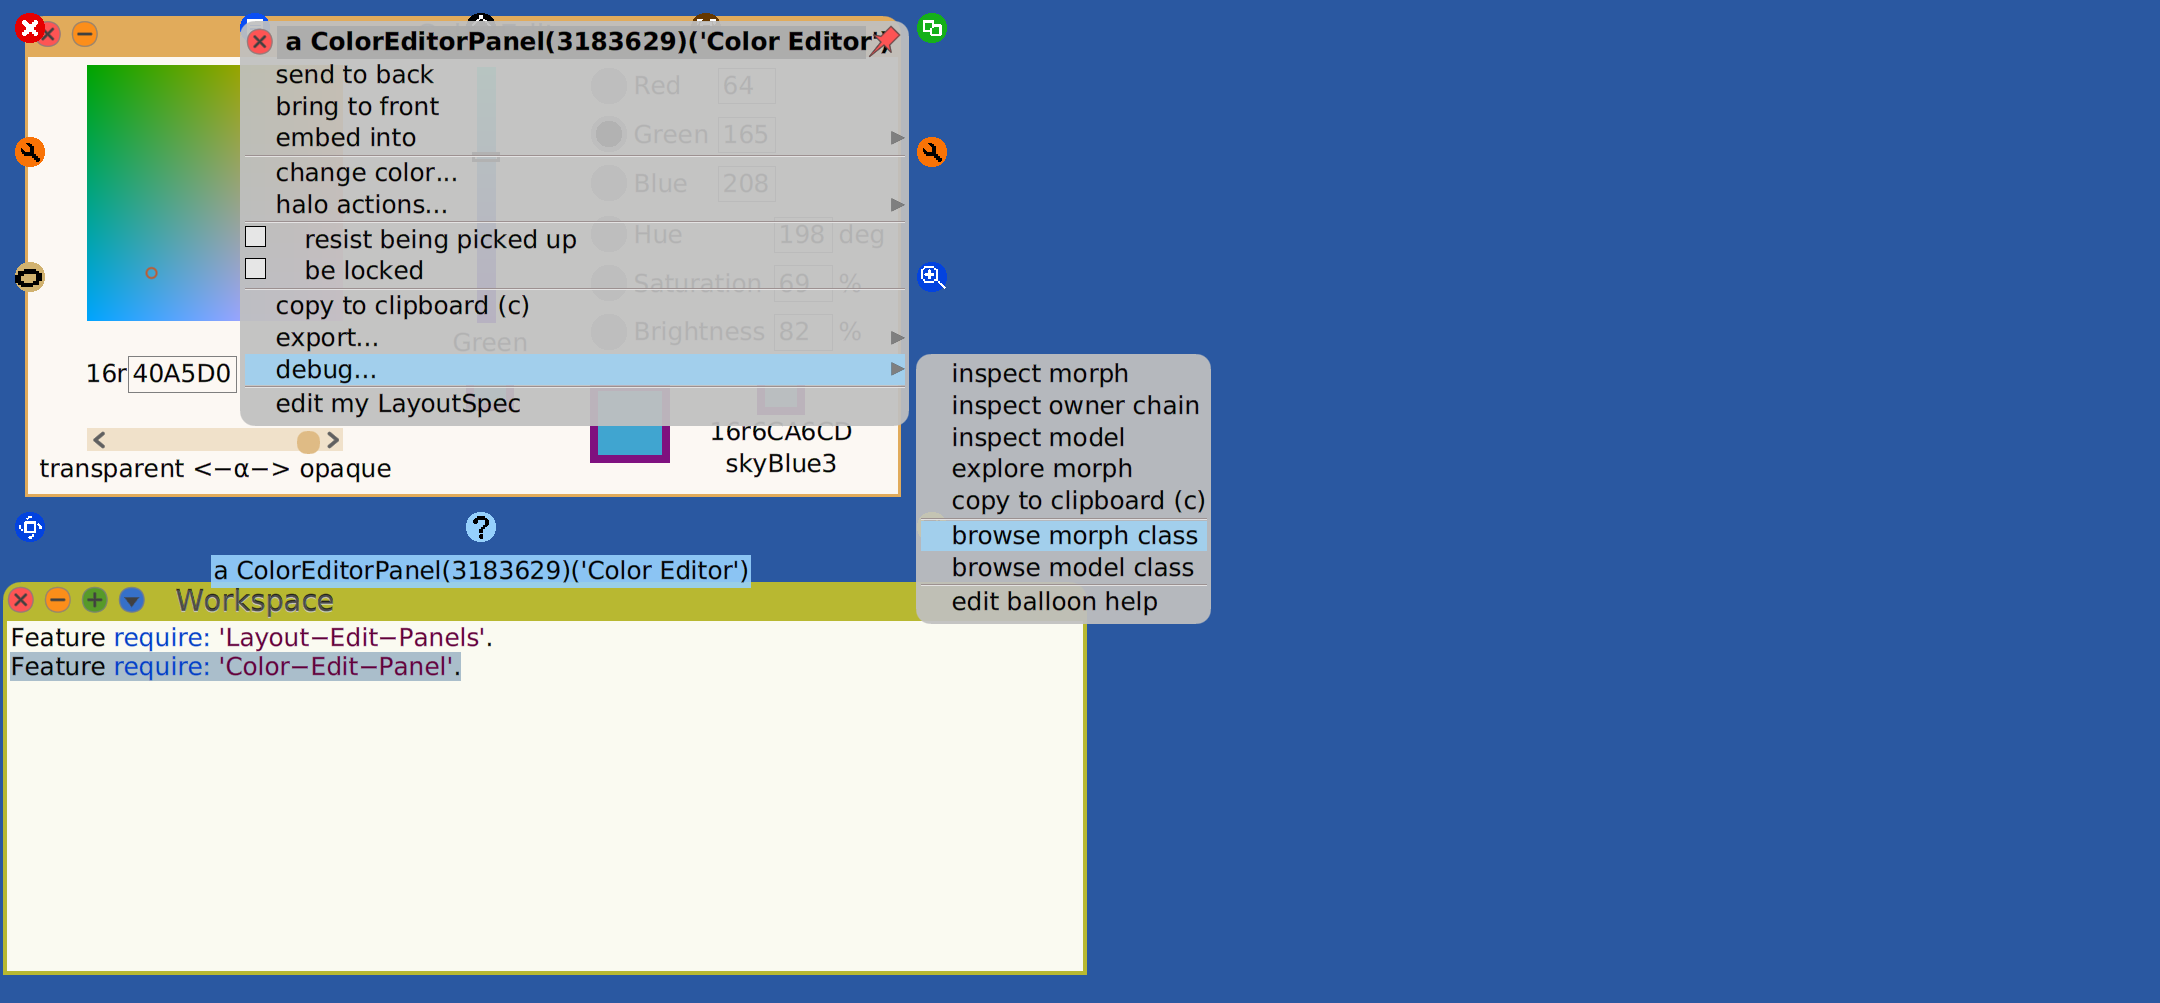 a ColorEditorPanel(3183629)('Color Editor')
send to back
bring to front
embed into
change color...
halo actions...
resist being picked up
be locked
copy to clipboard (c)
export...
debug...
edit my LayoutSpec
Red 64
Green 165
Blue 208
Hue 198 deg
Saturation 69 %
Brightness 82 %
Green
16r 40A5D0
16r6CA6CD
skyBlue3
transparent <−α−> opaque
inspect morph
inspect owner chain
inspect model
explore morph
copy to clipboard (c)
browse morph class
browse model class
edit balloon help
?
a ColorEditorPanel(3183629)('Color Editor')
Workspace
Feature require: 'Layout−Edit−Panels'.
Feature require: 'Color−Edit−Panel'.